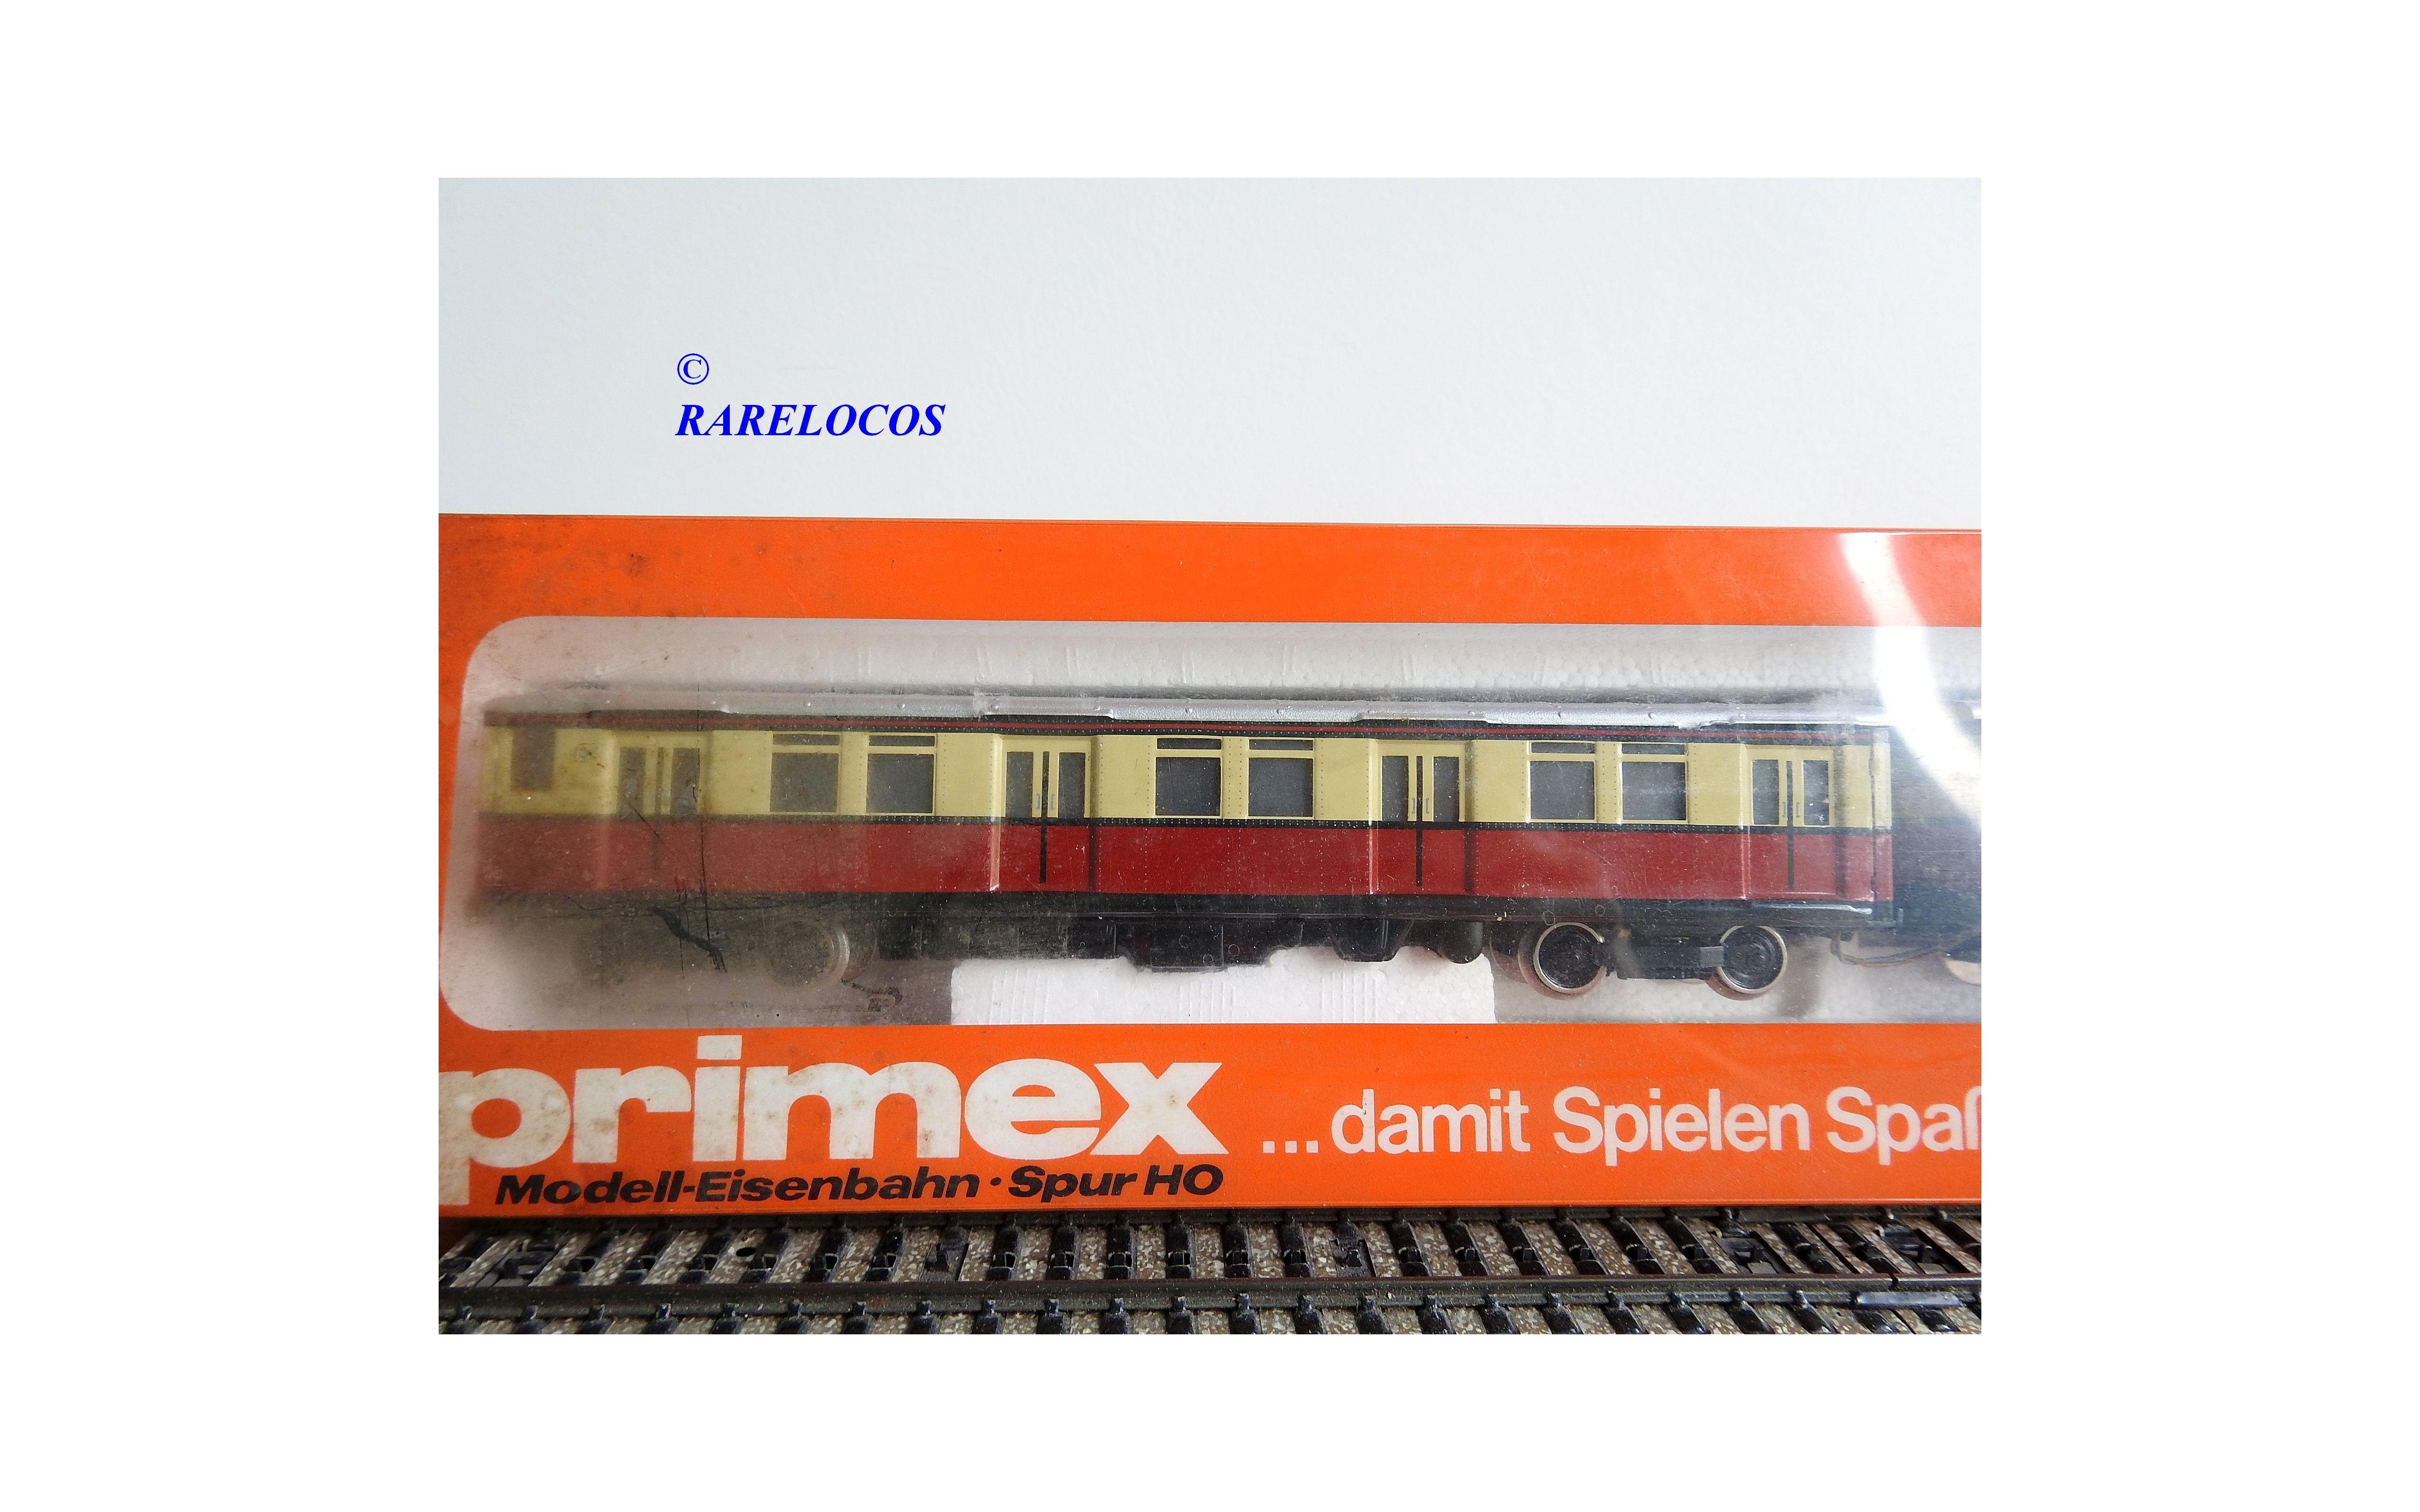 ©
RARELOCOS
primex
...damit Spielen Spaß
Modell-Eisenbahn · Spur HO